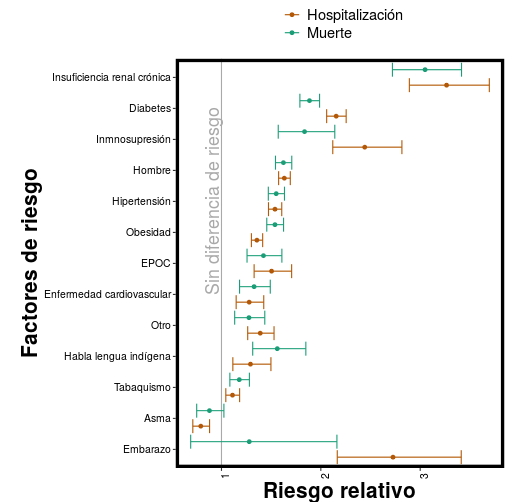 Hospitalización
Muerte
Factores de riesgo
Insuficiencia renal crónica
Diabetes
Inmnosupresión
Hombre
Hipertensión
Obesidad
EPOC
Enfermedad cardiovascular
Otro
Habla lengua indígena
Tabaquismo
Asma
Embarazo
Sin diferencia de riesgo
1
2
3
Riesgo relativo